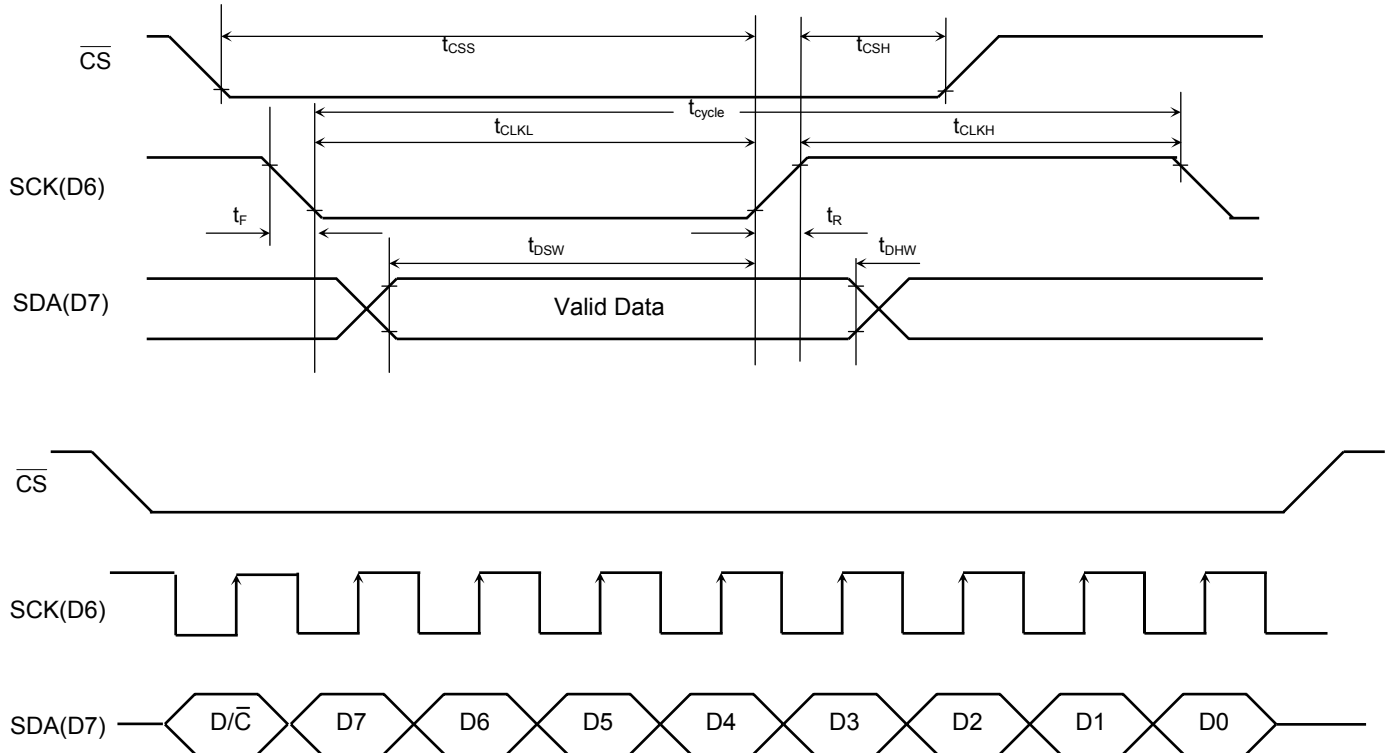 CS
tCSS
tCSH
tcycle
tCLKL
tCLKH
SCK(D6)
tF
tR
tDSW
tDHW
SDA(D7)
Valid Data
CS
SCK(D6)
SDA(D7)
D/C̅ D7 D6 D5 D4 D3 D2 D1 D0